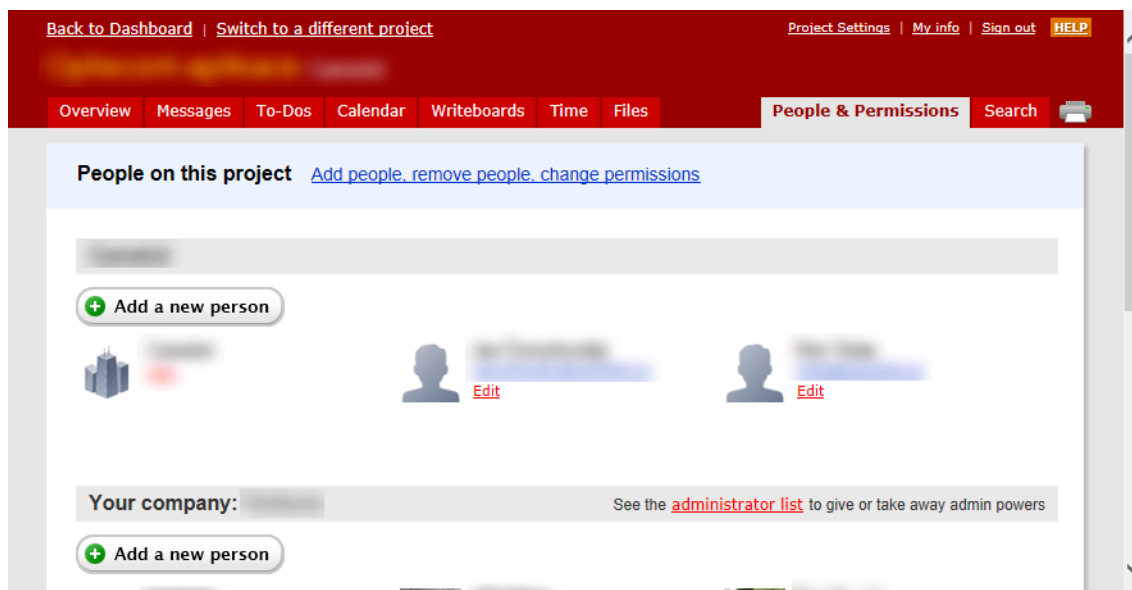 Back to Dashboard | Switch to a different project
Project Settings | My info | Sign out HELP
Overview Messages To-Dos Calendar Writeboards Time Files People & Permissions Search
People on this project Add people, remove people, change permissions
Add a new person
Edit Edit
Your company: See the administrator list to give or take away admin powers
Add a new person